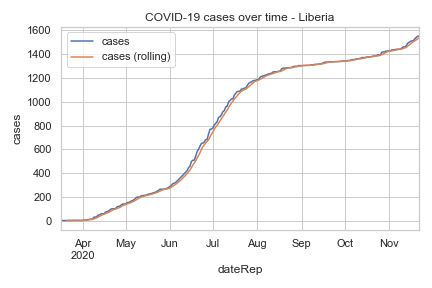 COVID-19 cases over time - Liberia
cases
cases (rolling)
1600
1400
1200
1000
800
600
400
200
0
cases
Apr May Jun Jul Aug Sep Oct Nov
2020
dateRep